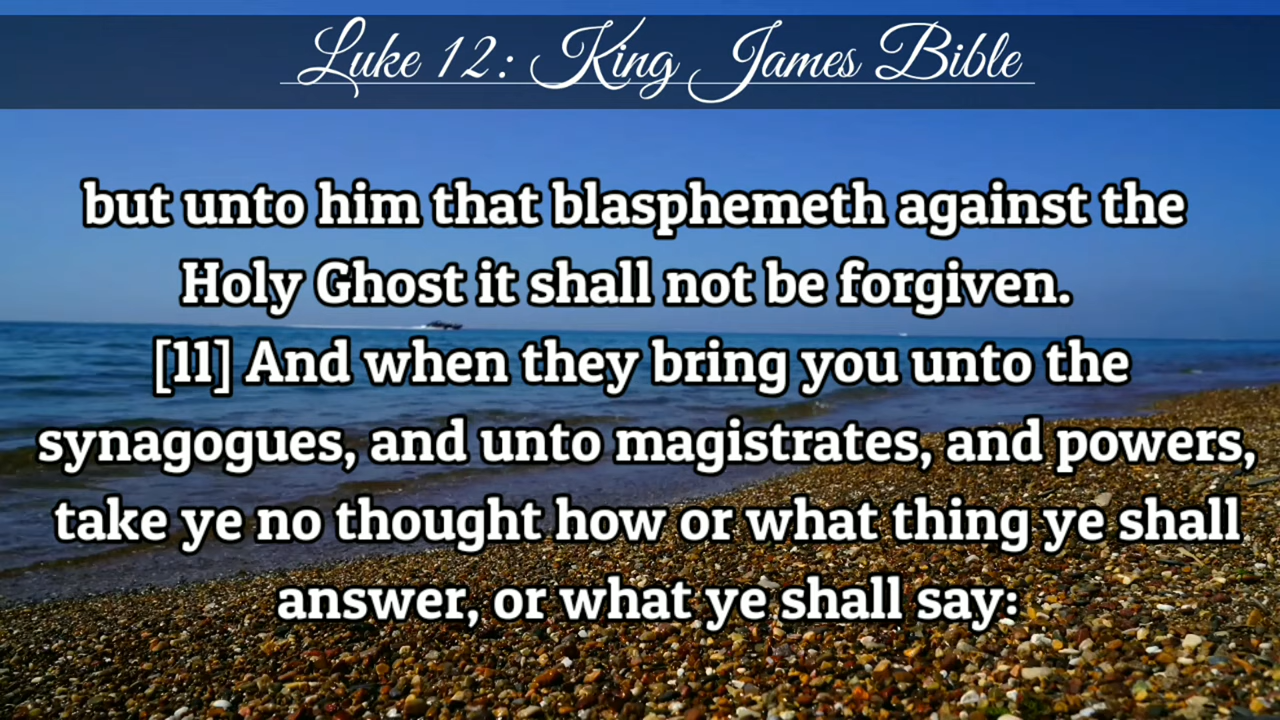 Luke 12: King James Bible
but unto him that blasphemeth against the
Holy Ghost it shall not be forgiven.
[11] And when they bring you unto the
synagogues, and unto magistrates, and powers,
take ye no thought how or what thing ye shall
answer, or what ye shall say: